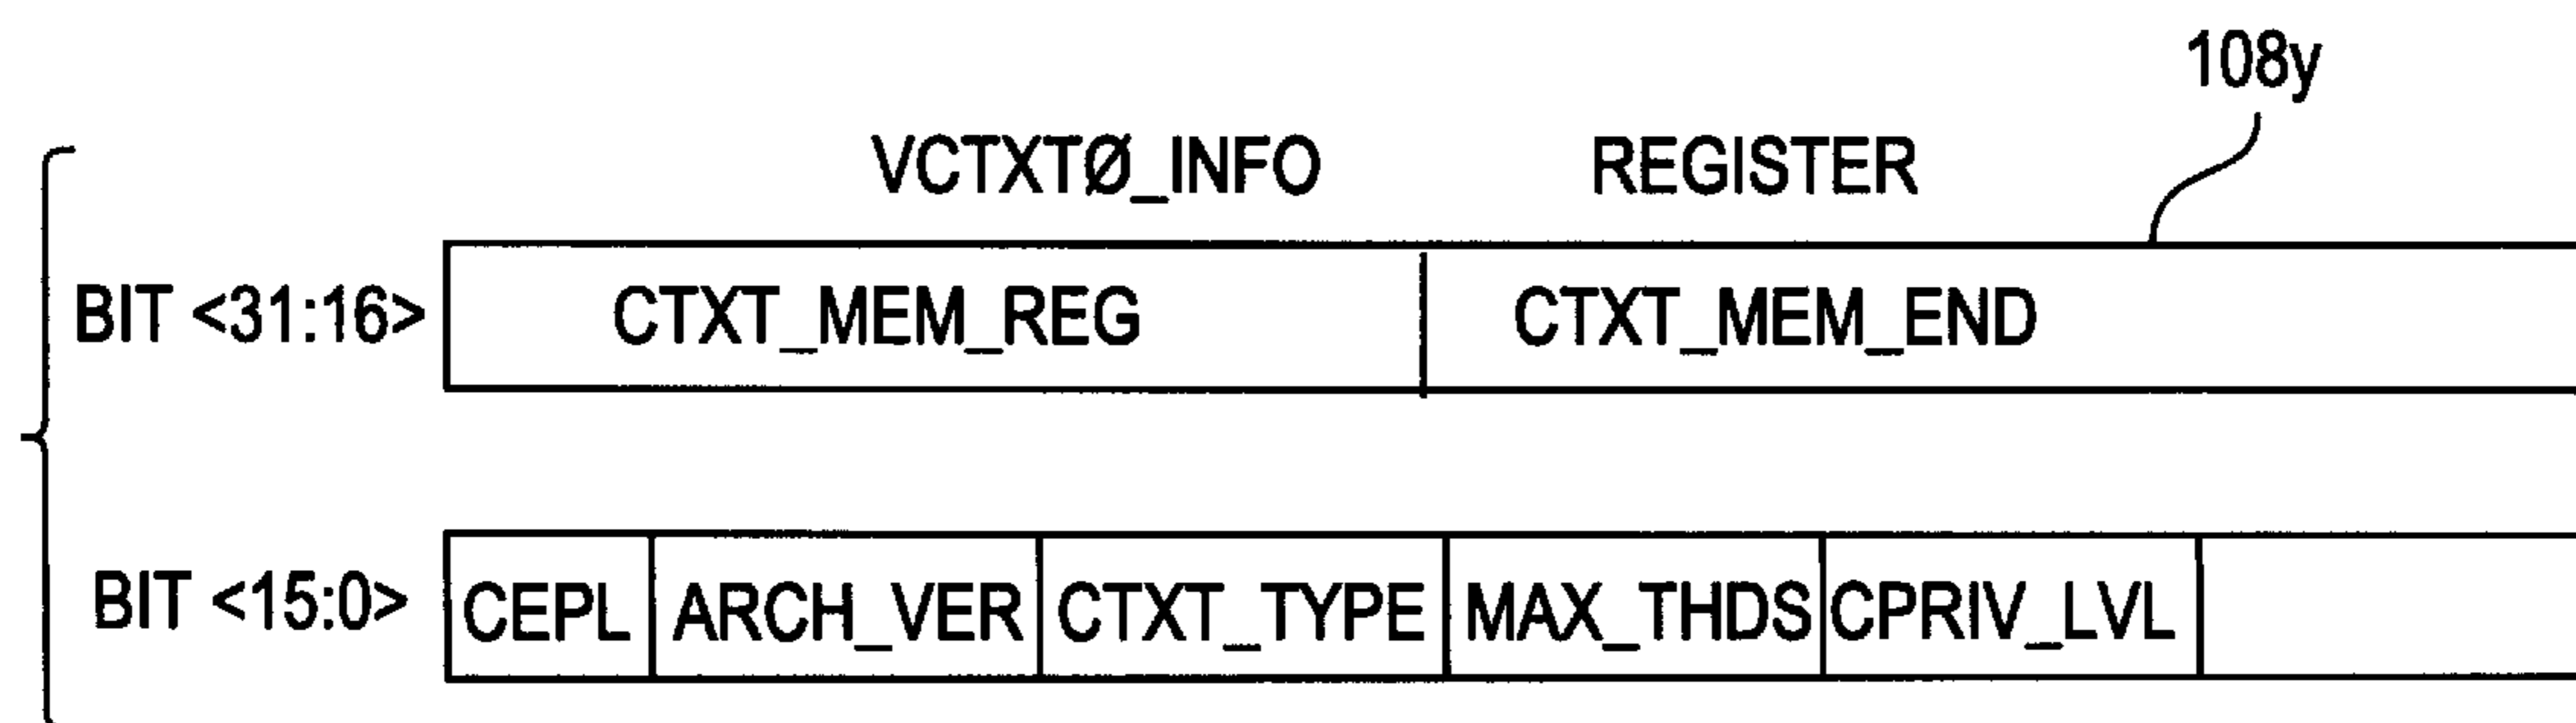 108y
VCTXTØ_INFO REGISTER
BIT <31:16> CTXT_MEM_REG CTXT_MEM_END
BIT <15:0> CEPL ARCH_VER CTXT_TYPE MAX_THDS CPRIV_LVL